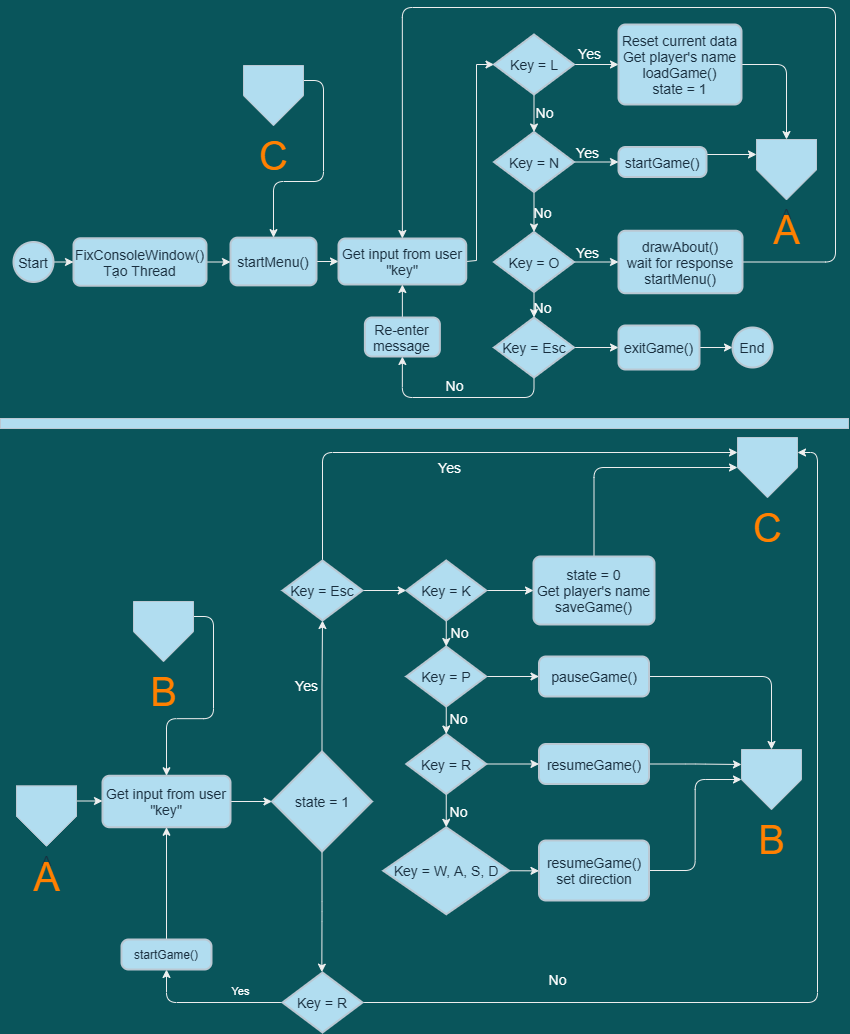 Key = L
Yes
Reset current data
Get player's name
loadGame()
state = 1
No
C
Key = N
Yes
startGame()
A
No
Start
FixConsoleWindow()
Tạo Thread
startMenu()
Get input from user
"key"
Key = O
Yes
drawAbout()
wait for response
startMenu()
No
Re-enter
message
Key = Esc
exitGame()
End
No
Yes
C
Key = Esc
Key = K
state = 0
Get player's name
saveGame()
No
B
Yes
Key = P
pauseGame()
No
Key = R
resumeGame()
Get input from user
"key"
state = 1
No
B
A
Key = W, A, S, D
resumeGame()
set direction
startGame()
Yes
Key = R
No